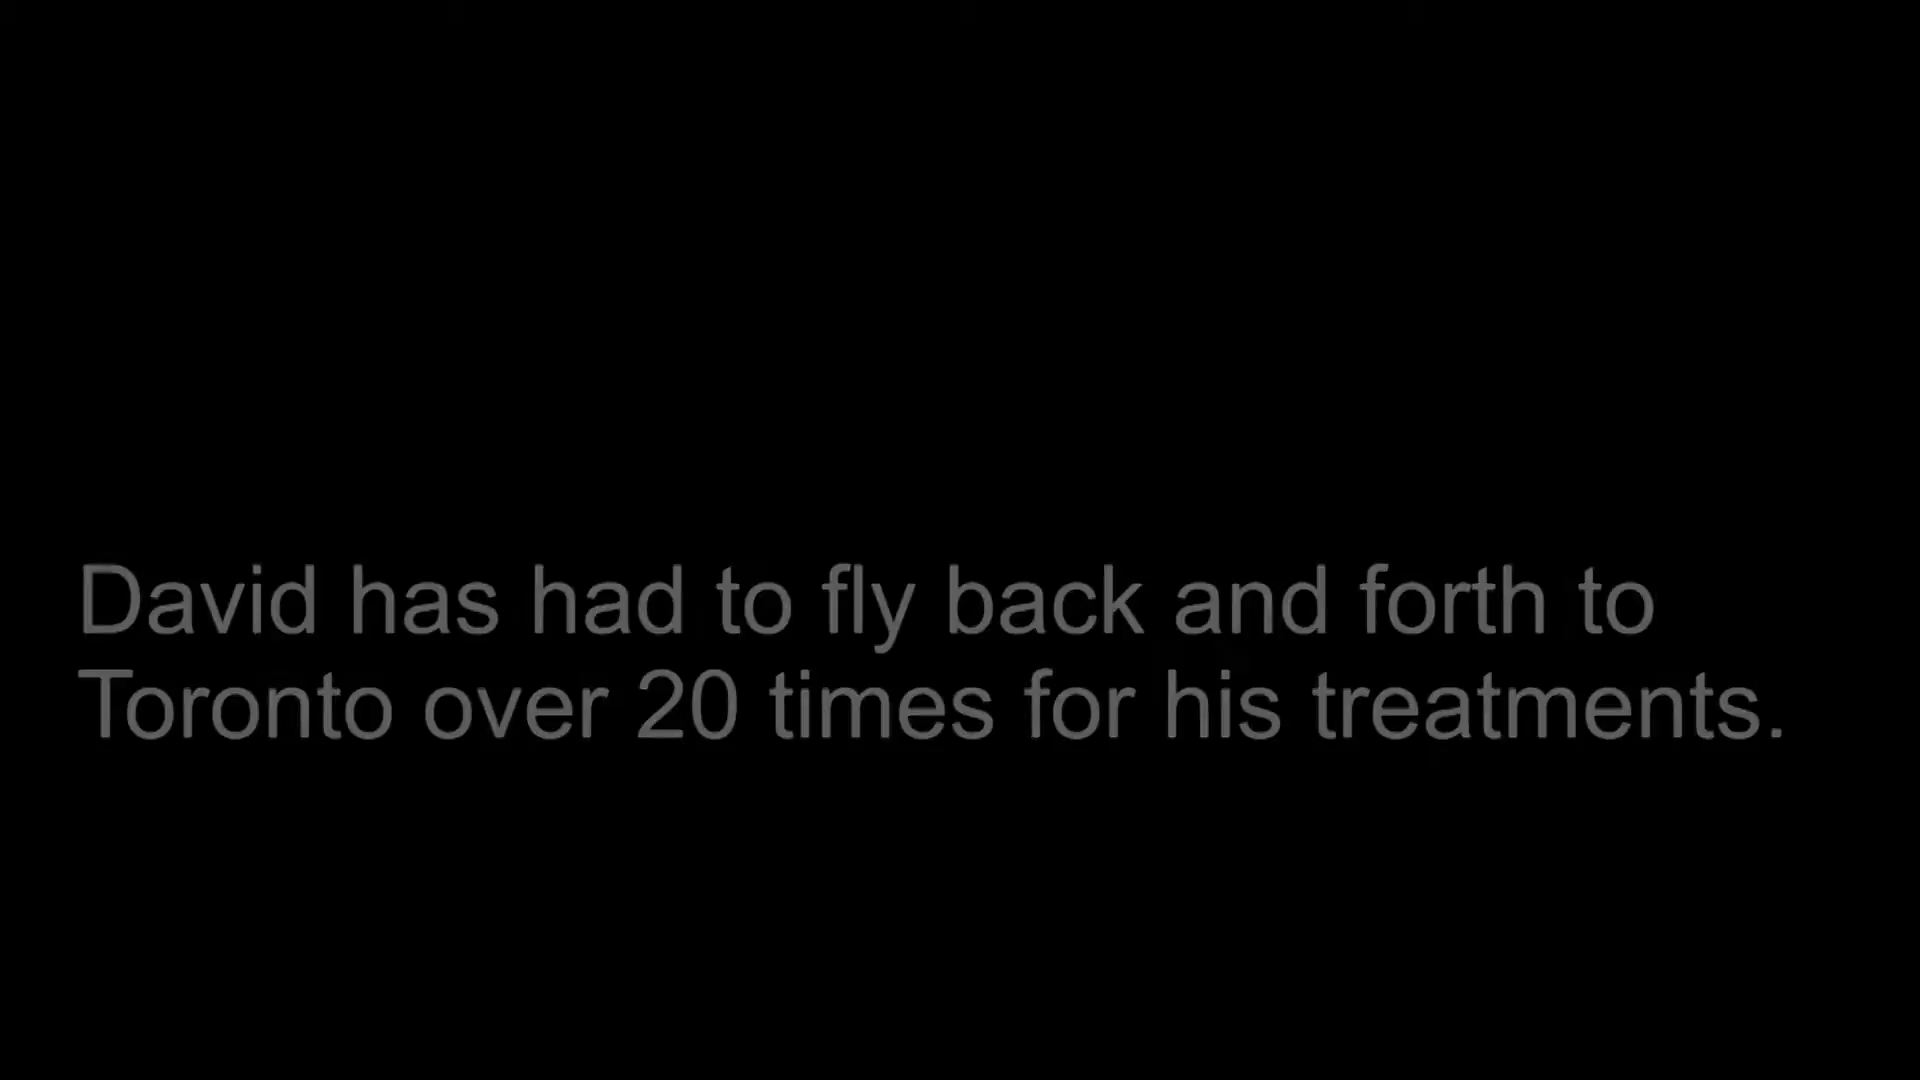 David has had to fly back and forth to
Toronto over 20 times for his treatments.